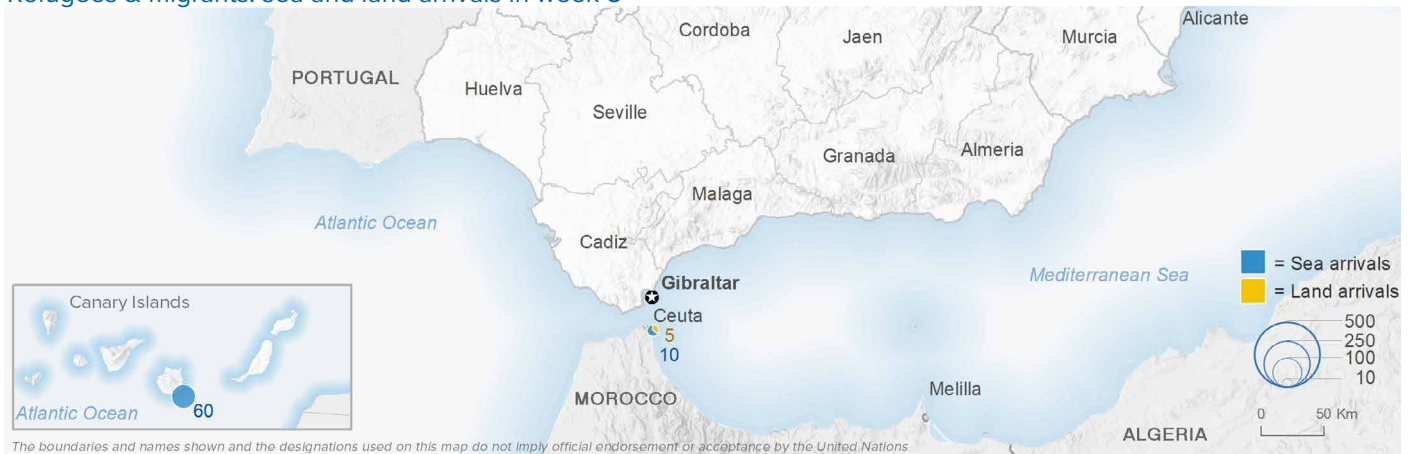 Alicante
Cordoba
Jaen
Murcia
PORTUGAL
Huelva
Seville
Granada
Almeria
Malaga
Atlantic Ocean
Cadiz
Mediterranean Sea
Gibraltar
Ceuta
5
10
MOROCCO
Melilla
ALGERIA
= Sea arrivals
= Land arrivals
500
250
100
10
0 50 Km
Canary Islands
60
Atlantic Ocean
The boundaries and names shown and the designations used on this map do not imply official endorsement or acceptance by the United Nations